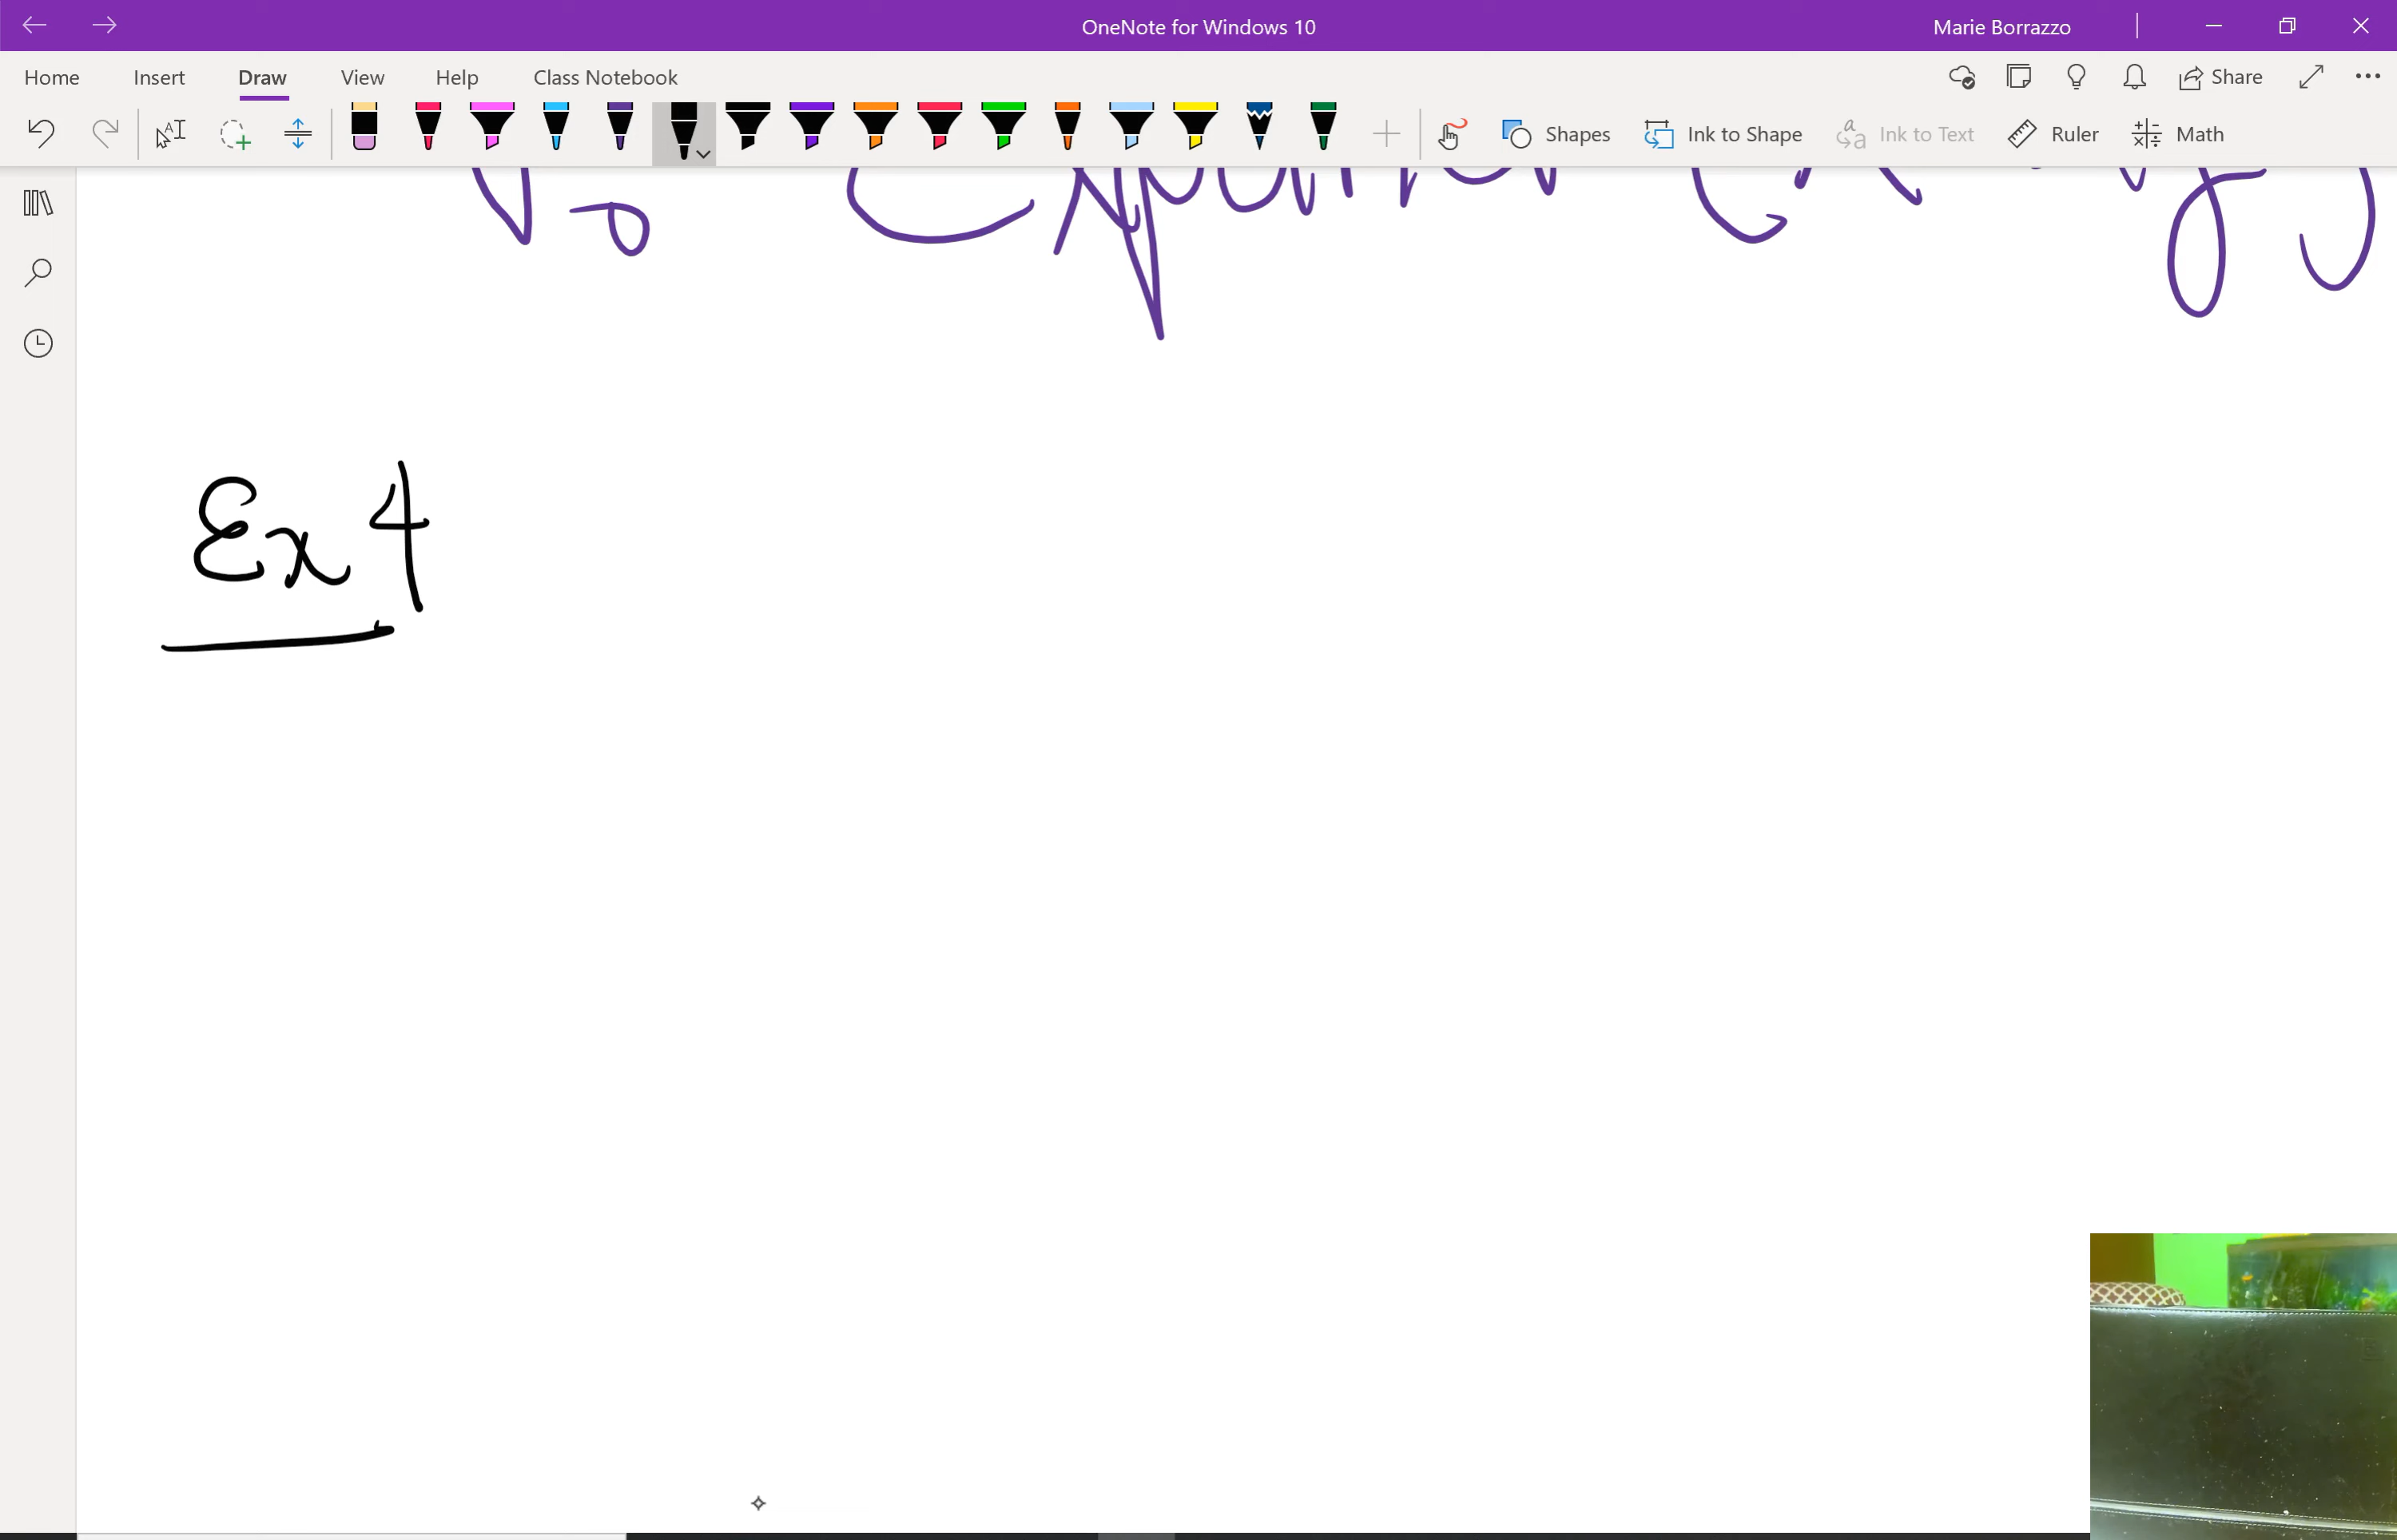 OneNote for Windows 10
Marie Borrazzo
Home Insert Draw View Help Class Notebook
Share
Shapes Ink to Shape Ink to Text Ruler Math
Ex 4